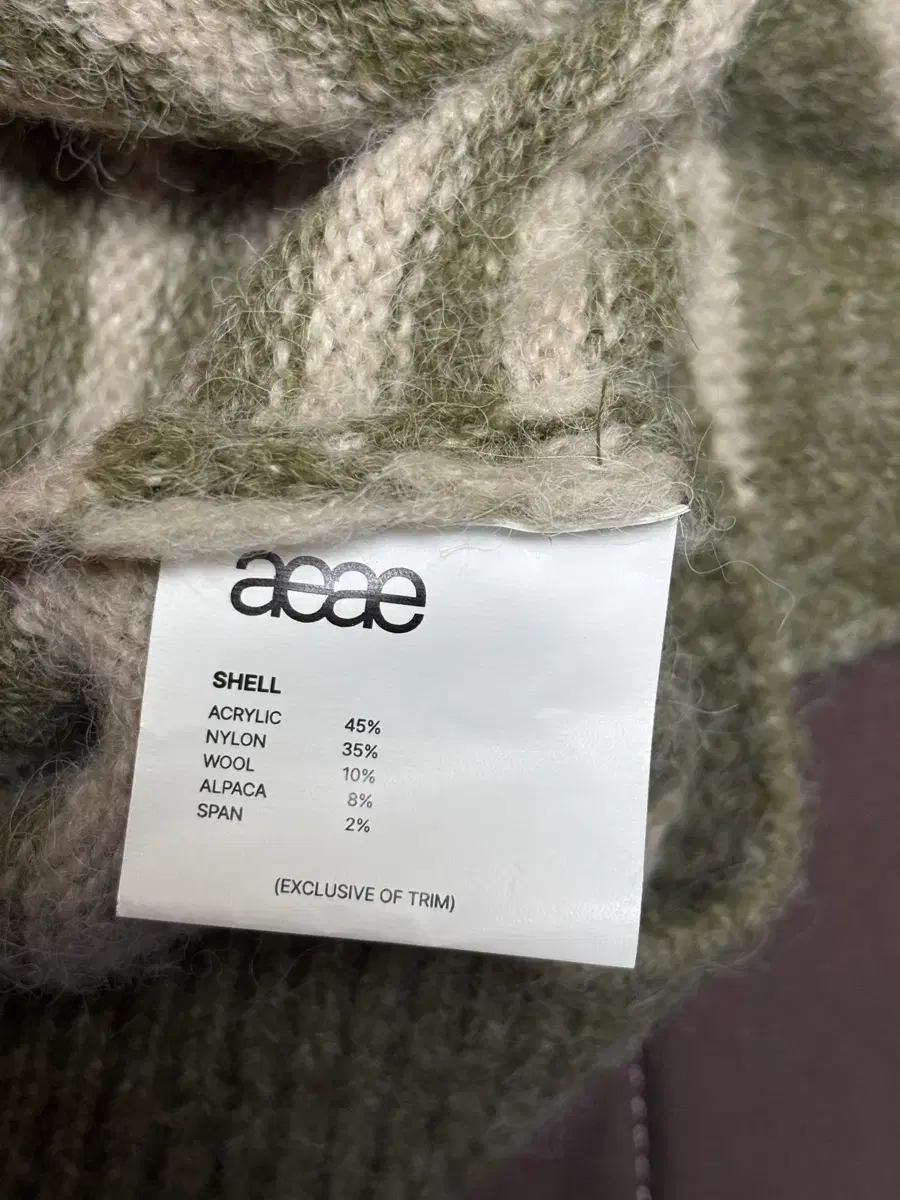 aeae
SHELL
ACRYLIC 45%
NYLON 35%
WOOL 10%
ALPACA 8%
SPAN 2%
(EXCLUSIVE OF TRIM)